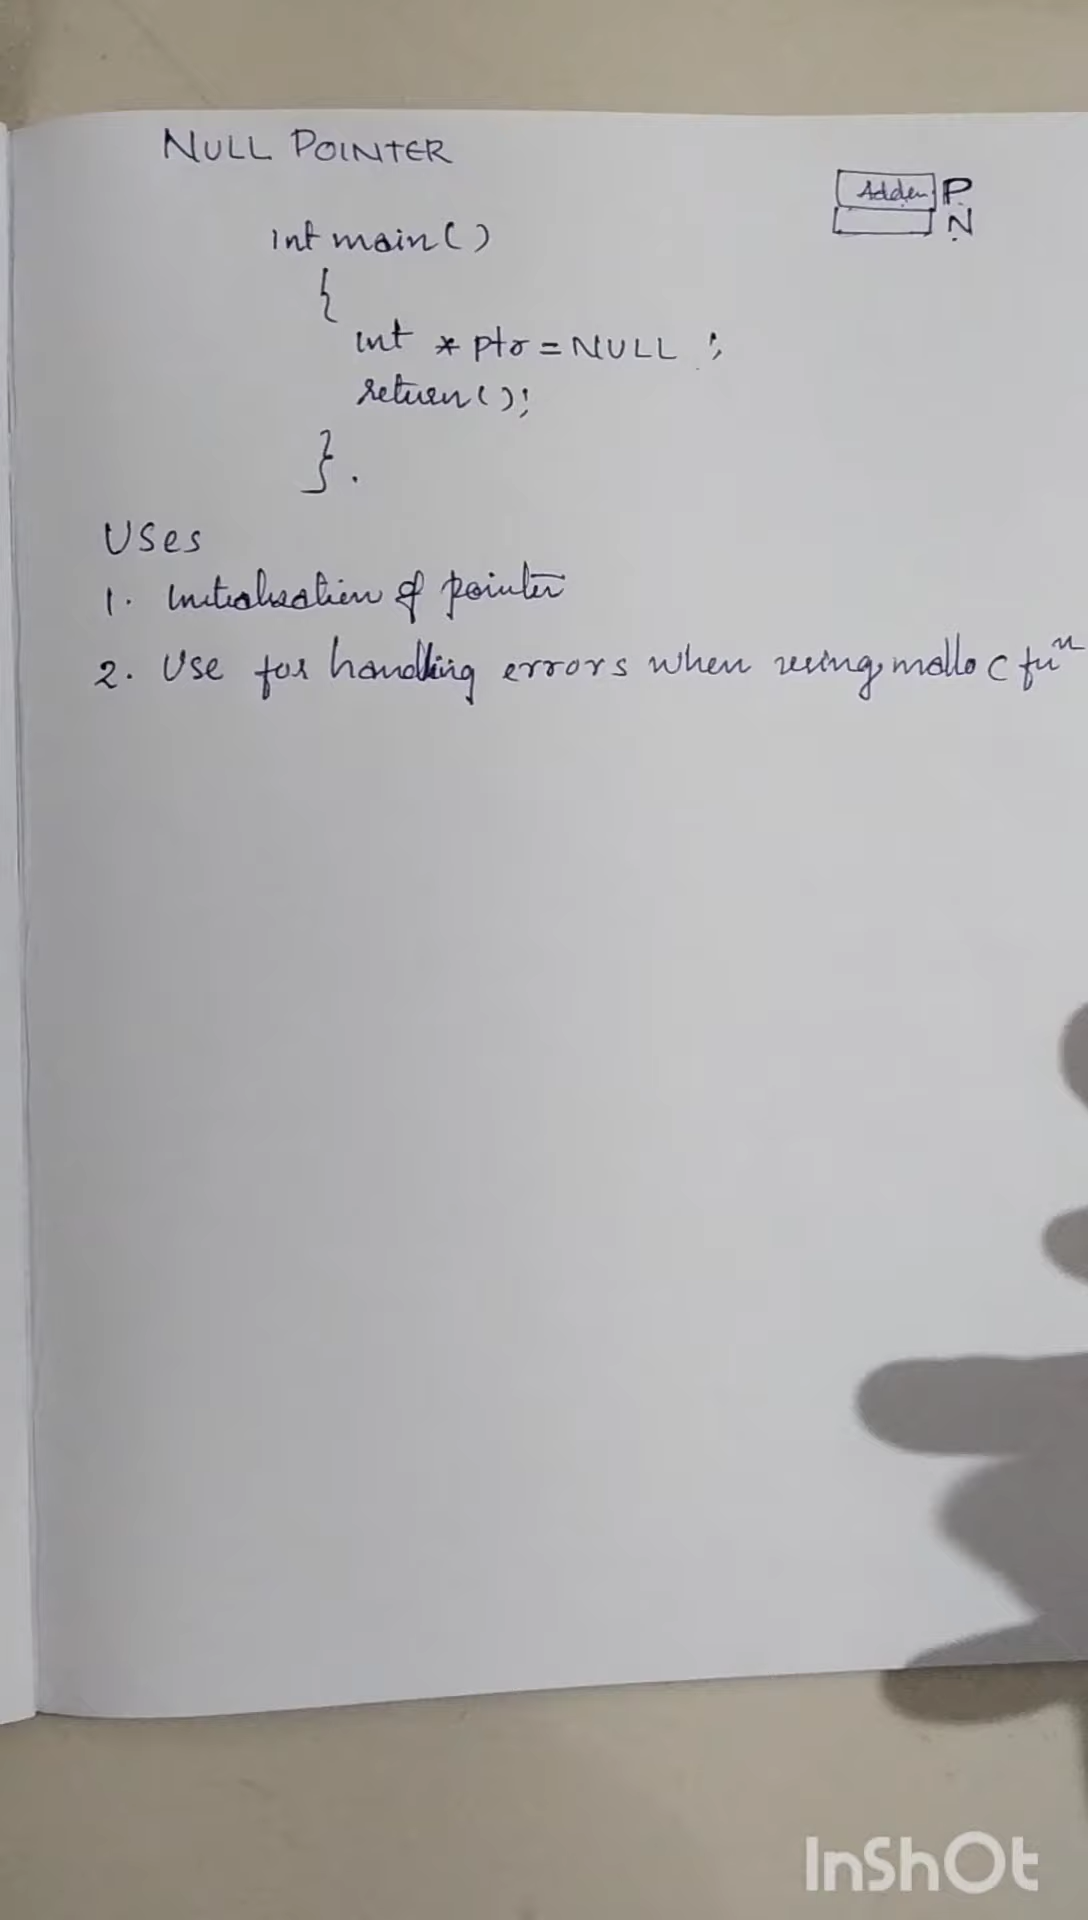 NULL POINTER
Adden P
N
int main()
{
int * ptr = NULL ;
return();
}.
Uses
1. Initialisation of pointer
2. Use for handling errors when using malloc fuⁿ
InShOt